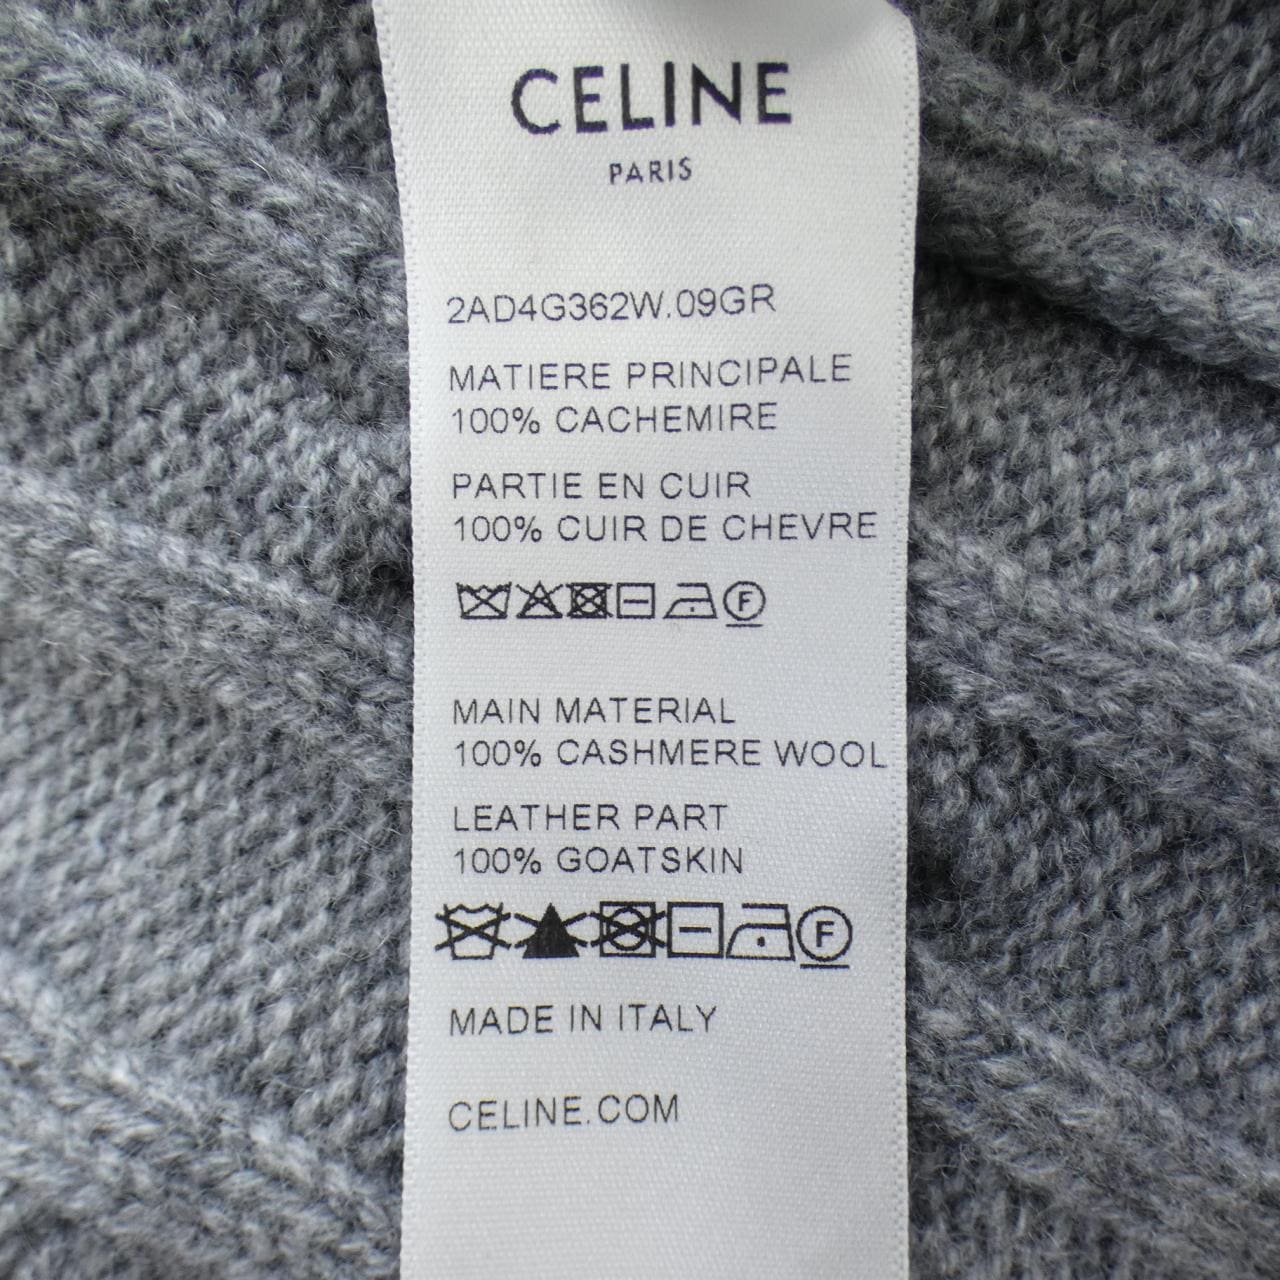 CELINE
PARIS
2AD4G362W.09GR
MATIERE PRINCIPALE
100% CACHEMIRE
PARTIE EN CUIR
100% CUIR DE CHEVRE
F
MAIN MATERIAL
100% CASHMERE WOOL
LEATHER PART
100% GOATSKIN
F
MADE IN ITALY
CELINE.COM